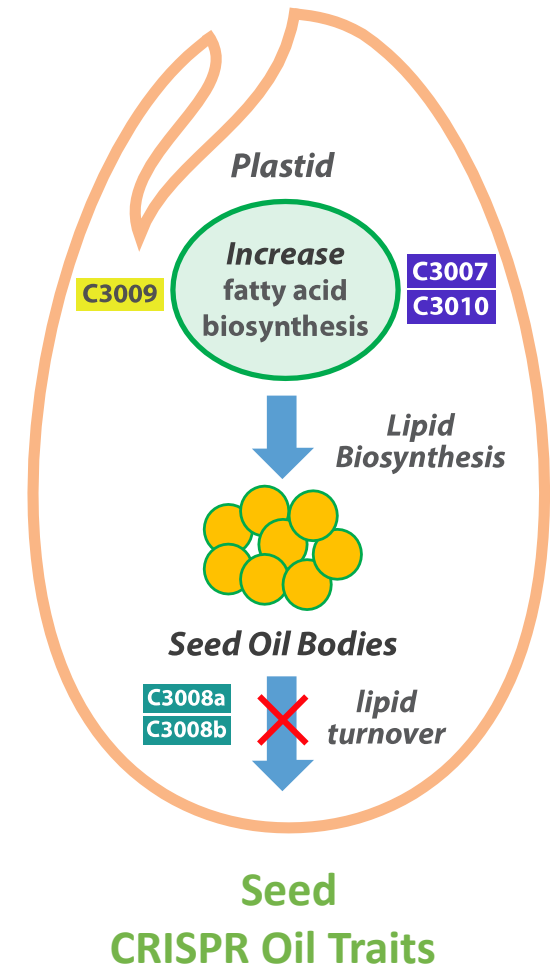 Plastid
Increase
fatty acid
biosynthesis
C3009
C3007
C3010
Lipid
Biosynthesis
Seed Oil Bodies
C3008a
C3008b
lipid
turnover
Seed
CRISPR Oil Traits